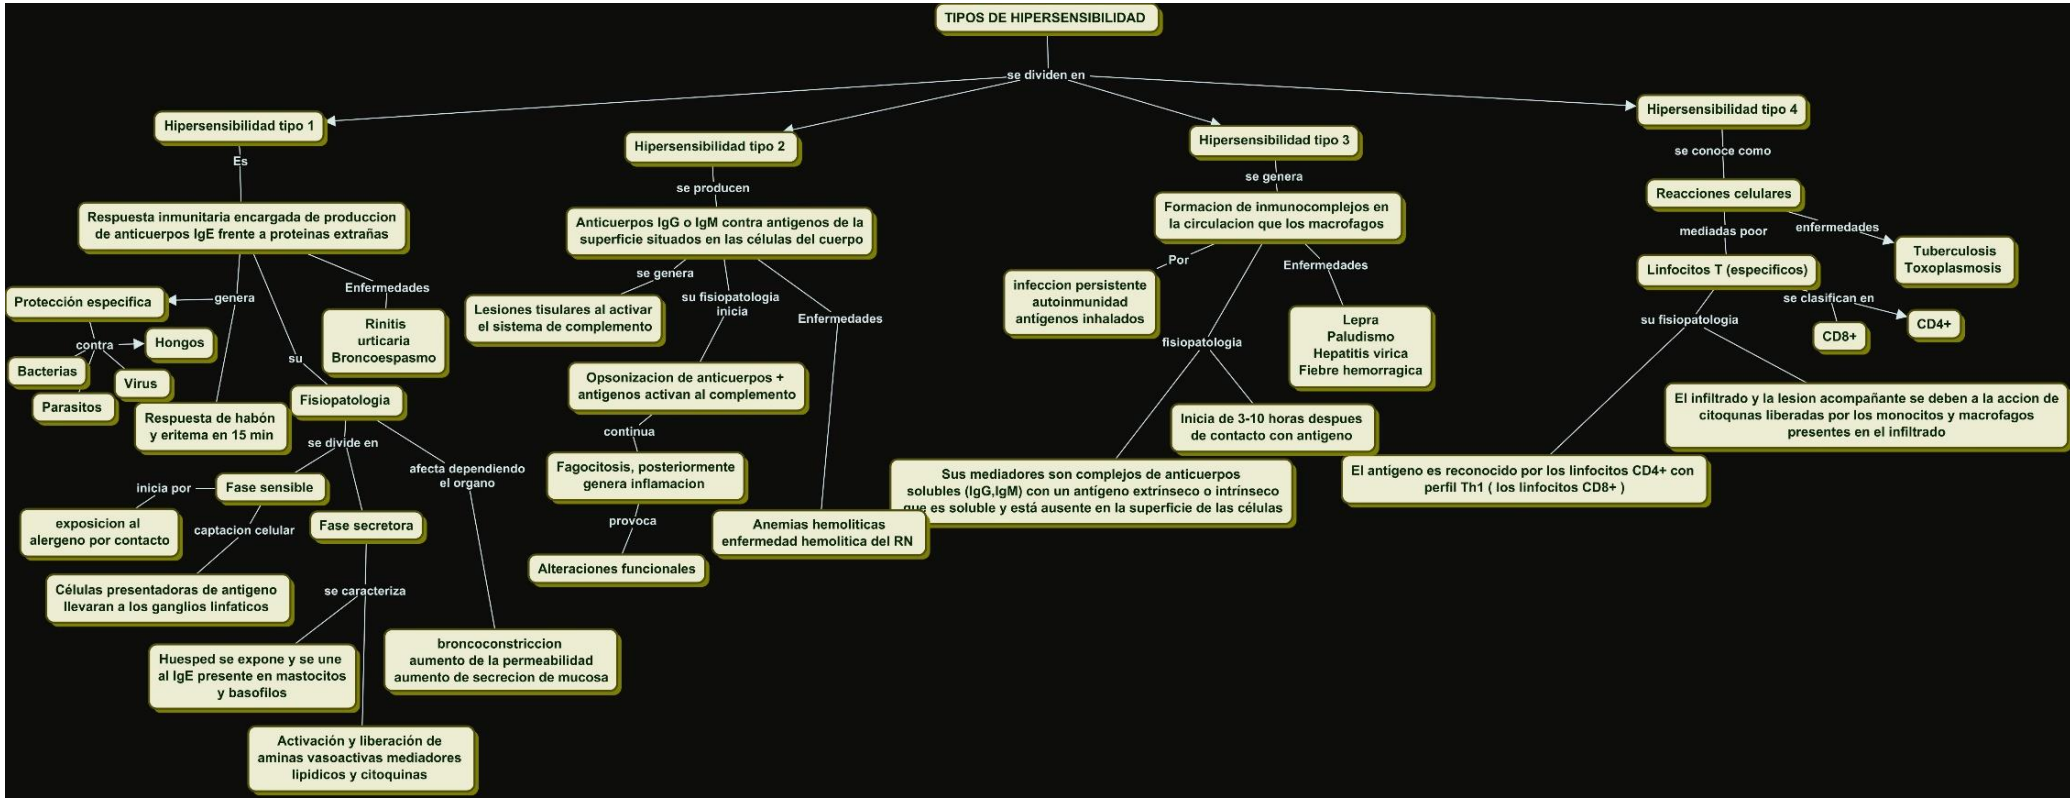 TIPOS DE HIPERSENSIBILIDAD
se dividen en
Hipersensibilidad tipo 1
Es
Respuesta inmunitaria encargada de produccion
de anticuerpos IgE frente a proteinas extrañas
genera
Protección especifica
contra
Hongos
Bacterias
Virus
Parasitos
Respuesta de habón
y eritema en 15 min
Enfermedades
Rinitis
urticaria
Broncoespasmo
su
Fisiopatologia
se divide en
Fase sensible
inicia por
exposicion al
alergeno por contacto
captacion celular
Células presentadoras de antigeno
llevaran a los ganglios linfaticos
Fase secretora
se caracteriza
Huesped se expone y se une
al IgE presente en mastocitos
y basofilos
Activación y liberación de
aminas vasoactivas mediadores
lipidicos y citoquinas
afecta dependiendo
el organo
broncoconstriccion
aumento de la permeabilidad
aumento de secrecion de mucosa
Hipersensibilidad tipo 2
se producen
Anticuerpos IgG o IgM contra antigenos de la
superficie situados en las células del cuerpo
se genera
Lesiones tisulares al activar
el sistema de complemento
su fisiopatologia
inicia
Opsonizacion de anticuerpos +
antigenos activan al complemento
continua
Fagocitosis, posteriormente
genera inflamacion
provoca
Alteraciones funcionales
Enfermedades
Anemias hemoliticas
enfermedad hemolitica del RN
Hipersensibilidad tipo 3
se genera
Formacion de inmunocomplejos en
la circulacion que los macrofagos
Por
infeccion persistente
autoinmunidad
antígenos inhalados
Enfermedades
Lepra
Paludismo
Hepatitis virica
Fiebre hemorragica
fisiopatologia
Inicia de 3-10 horas despues
de contacto con antigeno
Sus mediadores son complejos de anticuerpos
solubles (IgG,IgM) con un antígeno extrínseco o intrínseco
que es soluble y está ausente en la superficie de las células
Hipersensibilidad tipo 4
se conoce como
Reacciones celulares
enfermedades
Tuberculosis
Toxoplasmosis
mediadas poor
Linfocitos T (especificos)
se clasifican en
CD8+
CD4+
su fisiopatologia
El infiltrado y la lesion acompañante se deben a la accion de
citoqunas liberadas por los monocitos y macrofagos
presentes en el infiltrado
El antigeno es reconocido por los linfocitos CD4+ con
perfil Th1 ( los linfocitos CD8+ )